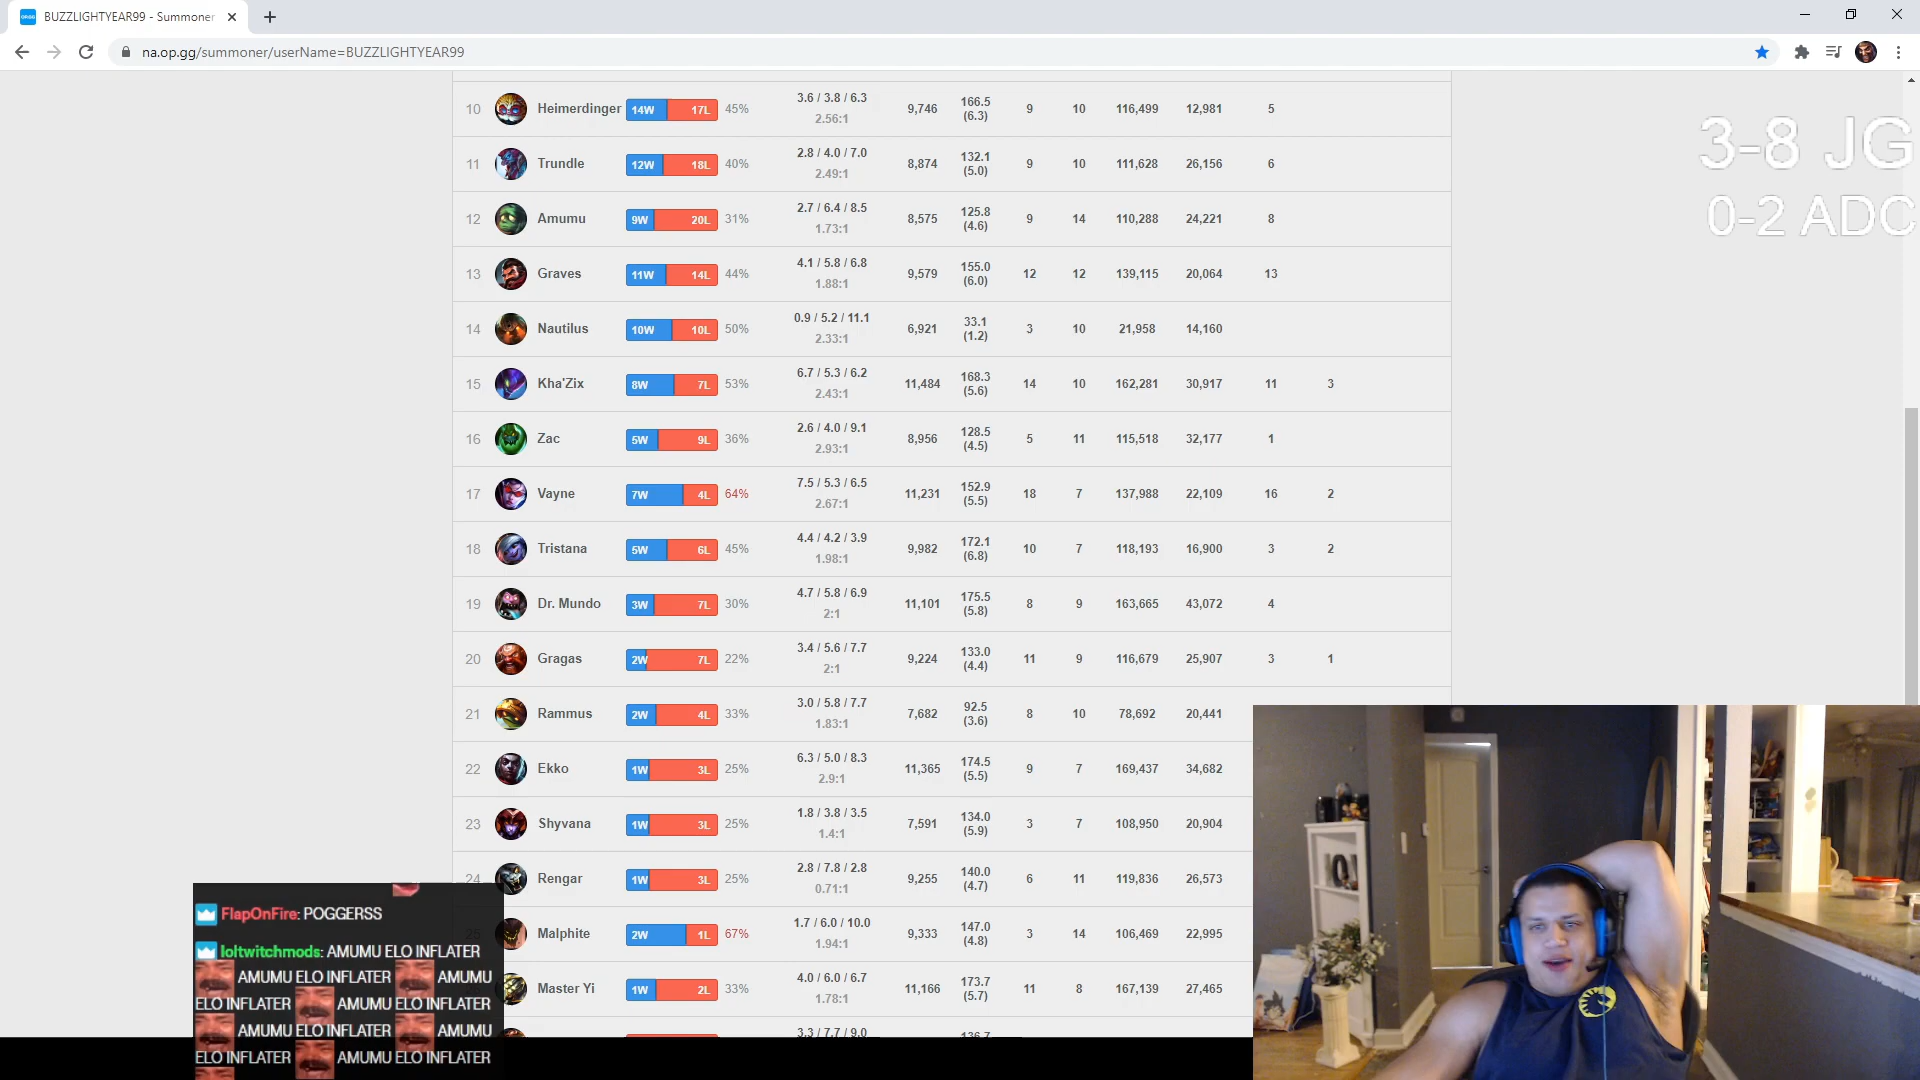 BUZZLIGHTYEAR99 - Summoner
na.op.gg/summoner/userName=BUZZLIGHTYEAR99
3-8 JG
0-2 ADC
10 Heimerdinger 14W 17L 45% 3.6 / 3.8 / 6.3 2.56:1 9,746 166.5 (6.3) 9 10 116,499 12,981 5
11 Trundle 12W 18L 40% 2.8 / 4.0 / 7.0 2.49:1 8,874 132.1 (5.0) 9 10 111,628 26,156 6
12 Amumu 9W 20L 31% 2.7 / 6.4 / 8.5 1.73:1 8,575 125.8 (4.6) 9 14 110,288 24,221 8
13 Graves 11W 14L 44% 4.1 / 5.8 / 6.8 1.88:1 9,579 155.0 (6.0) 12 12 139,115 20,064 13
14 Nautilus 10W 10L 50% 0.9 / 5.2 / 11.1 2.33:1 6,921 33.1 (1.2) 3 10 21,958 14,160
15 Kha'Zix 8W 7L 53% 6.7 / 5.3 / 6.2 2.43:1 11,484 168.3 (5.6) 14 10 162,281 30,917 11 3
16 Zac 5W 9L 36% 2.6 / 4.0 / 9.1 2.93:1 8,956 128.5 (4.5) 5 11 115,518 32,177 1
17 Vayne 7W 4L 64% 7.5 / 5.3 / 6.5 2.67:1 11,231 152.9 (5.5) 18 7 137,988 22,109 16 2
18 Tristana 5W 6L 45% 4.4 / 4.2 / 3.9 1.98:1 9,982 172.1 (6.8) 10 7 118,193 16,900 3 2
19 Dr. Mundo 3W 7L 30% 4.7 / 5.8 / 6.9 2:1 11,101 175.5 (5.8) 8 9 163,665 43,072 4
20 Gragas 2W 7L 22% 3.4 / 5.6 / 7.7 2:1 9,224 133.0 (4.4) 11 9 116,679 25,907 3 1
21 Rammus 2W 4L 33% 3.0 / 5.8 / 7.7 1.83:1 7,682 92.5 (3.6) 8 10 78,692 20,441
22 Ekko 1W 3L 25% 6.3 / 5.0 / 8.3 2.9:1 11,365 174.5 (5.5) 9 7 169,437 34,682
23 Shyvana 1W 3L 25% 1.8 / 3.8 / 3.5 1.4:1 7,591 134.0 (5.9) 3 7 108,950 20,904
24 Rengar 1W 3L 25% 2.8 / 7.8 / 2.8 0.71:1 9,255 140.0 (4.7) 6 11 119,836 26,573
Malphite 2W 1L 67% 1.7 / 6.0 / 10.0 1.94:1 9,333 147.0 (4.8) 3 14 106,469 22,995
Master Yi 1W 2L 33% 4.0 / 6.0 / 6.7 1.78:1 11,166 173.7 (5.7) 11 8 167,139 27,465
3.3 / 7.7 / 9.0 136.7
FlapOnFire: POGGERSS
loltwitchmods: AMUMU ELO INFLATER
AMUMU ELO INFLATER AMUMU
ELO INFLATER AMUMU ELO INFLATER
AMUMU ELO INFLATER AMUMU
ELO INFLATER AMUMU ELO INFLATER